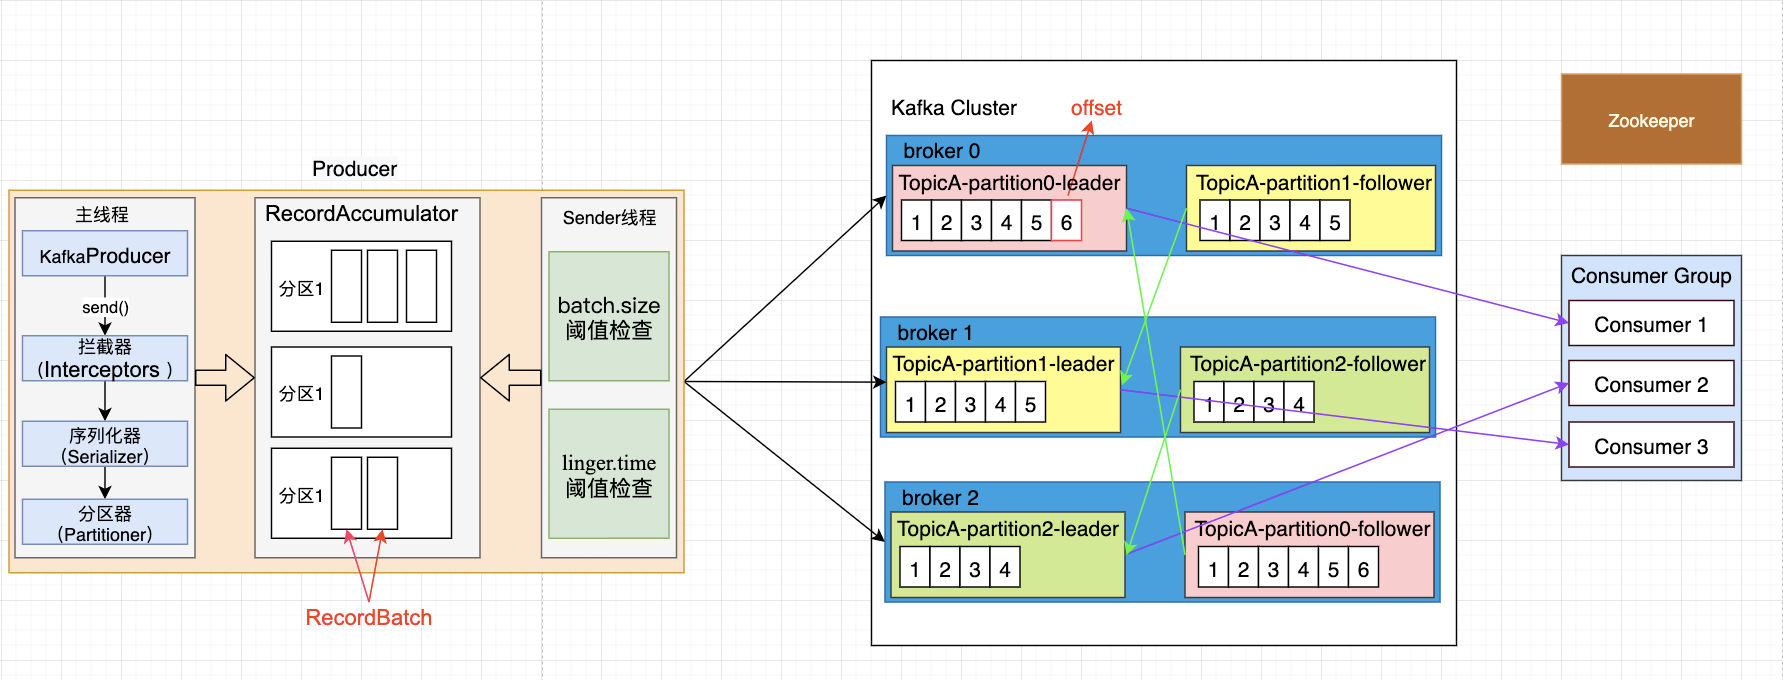 Producer
主线程
KafkaProducer
send()
拦截器
（Interceptors ）
序列化器
（Serializer）
分区器
（Partitioner）
RecordAccumulator
分区1
分区1
分区1
RecordBatch
Sender线程
batch.size
阈值检查
linger.time
阈值检查
Kafka Cluster
offset
broker 0
TopicA-partition0-leader
1 2 3 4 5 6
TopicA-partition1-follower
1 2 3 4 5
broker 1
TopicA-partition1-leader
1 2 3 4 5
TopicA-partition2-follower
1 2 3 4
broker 2
TopicA-partition2-leader
1 2 3 4
TopicA-partition0-follower
1 2 3 4 5 6
Zookeeper
Consumer Group
Consumer 1
Consumer 2
Consumer 3